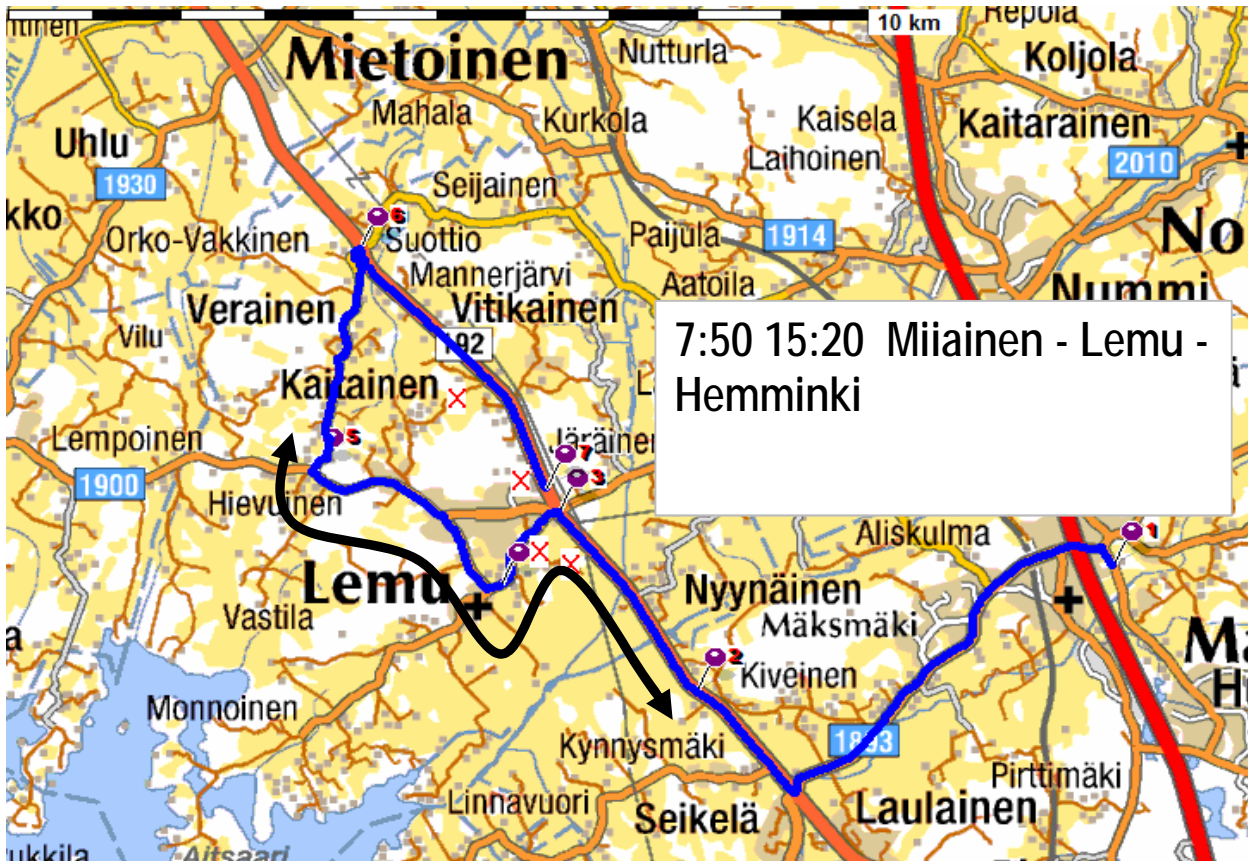 10 km
Repola
Mietoinen
Nutturla
Koljola
Mahala
Kurkola
Kaisela
Kaitarainen
Uhlu
Laihoinen
2010
1930
Seijainen
kko
6
Orko-Vakkinen
Suottio
Paijula
1914
No
Mannerjärvi
Aatoila
Nummi
Verainen
Vitikainen
Vilu
192
7:50 15:20 Miiainen - Lemu -
Hemminki
Kaitainen
Lempoinen
5
Järäinen
7
3
1900
Hievuinen
Aliskulma
1
Lemu
Nyynäinen
Vastila
Mäksmäki
2
Kiveinen
Monnoinen
Kynnysmäki
1893
Pirttimäki
Linnavuori
Seikelä
Laulainen
ukkila
Aitsaari